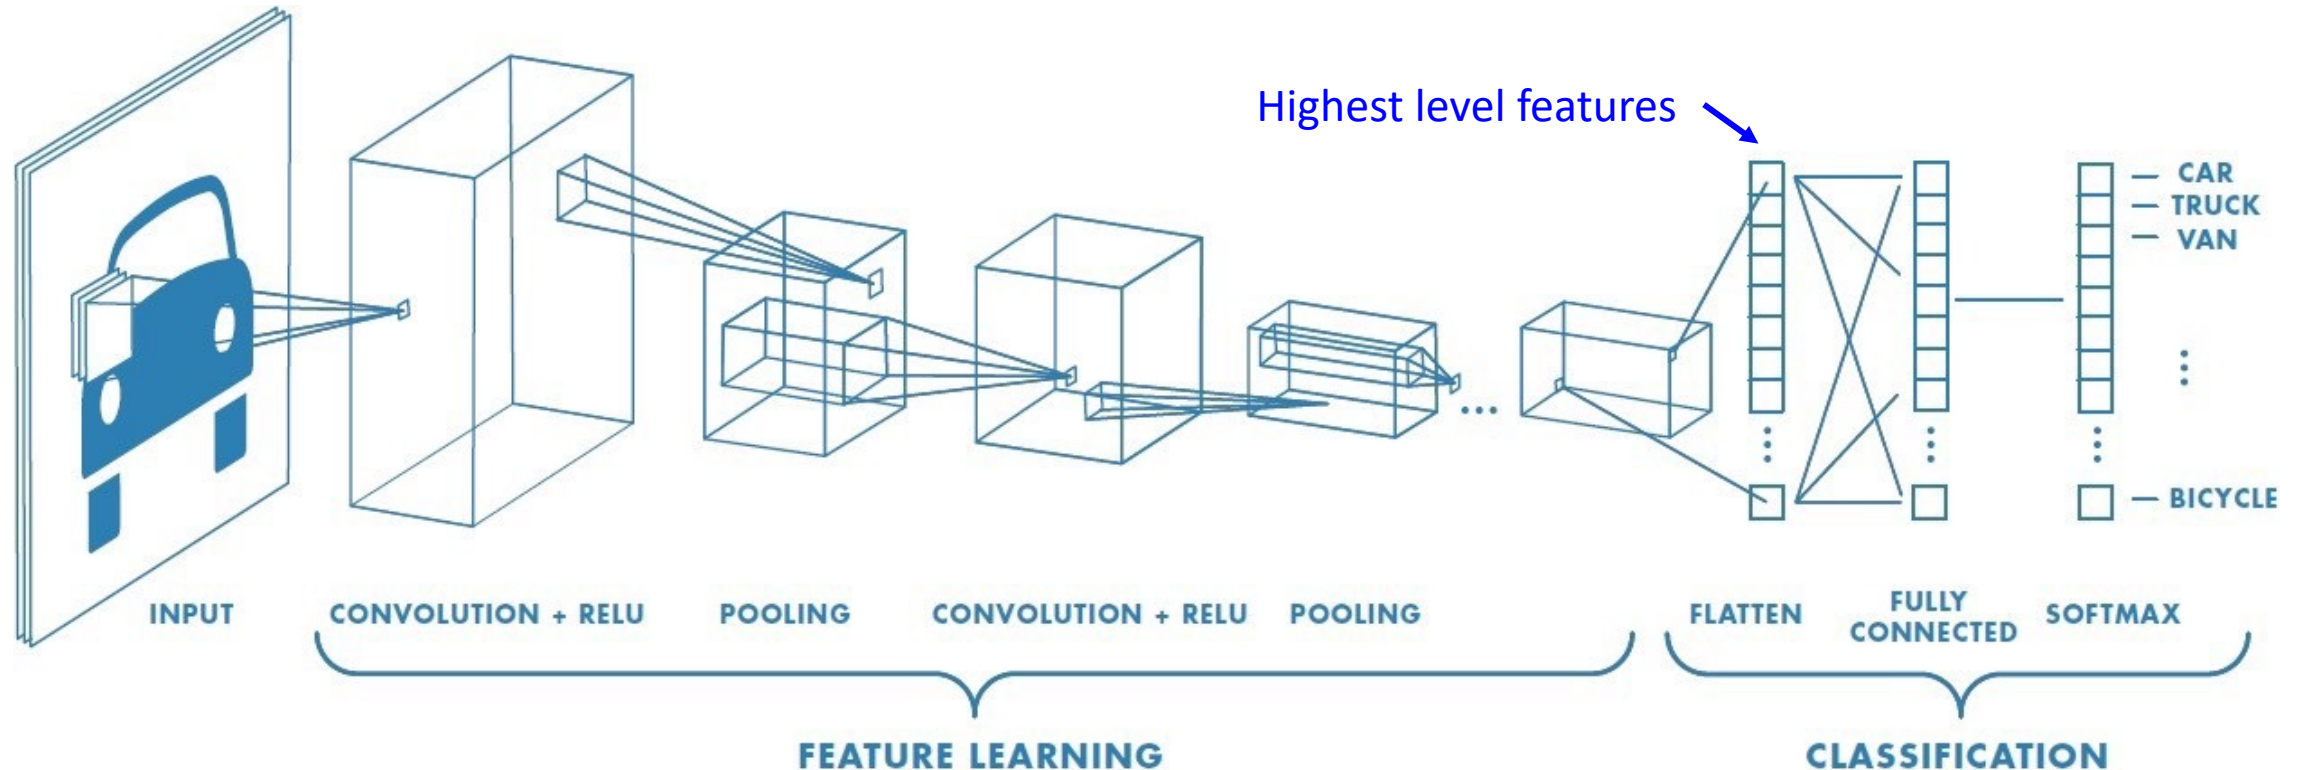 Highest level features
CAR
TRUCK
VAN
BICYCLE
INPUT
CONVOLUTION + RELU
POOLING
CONVOLUTION + RELU
POOLING
FLATTEN
FULLY
CONNECTED
SOFTMAX
FEATURE LEARNING
CLASSIFICATION